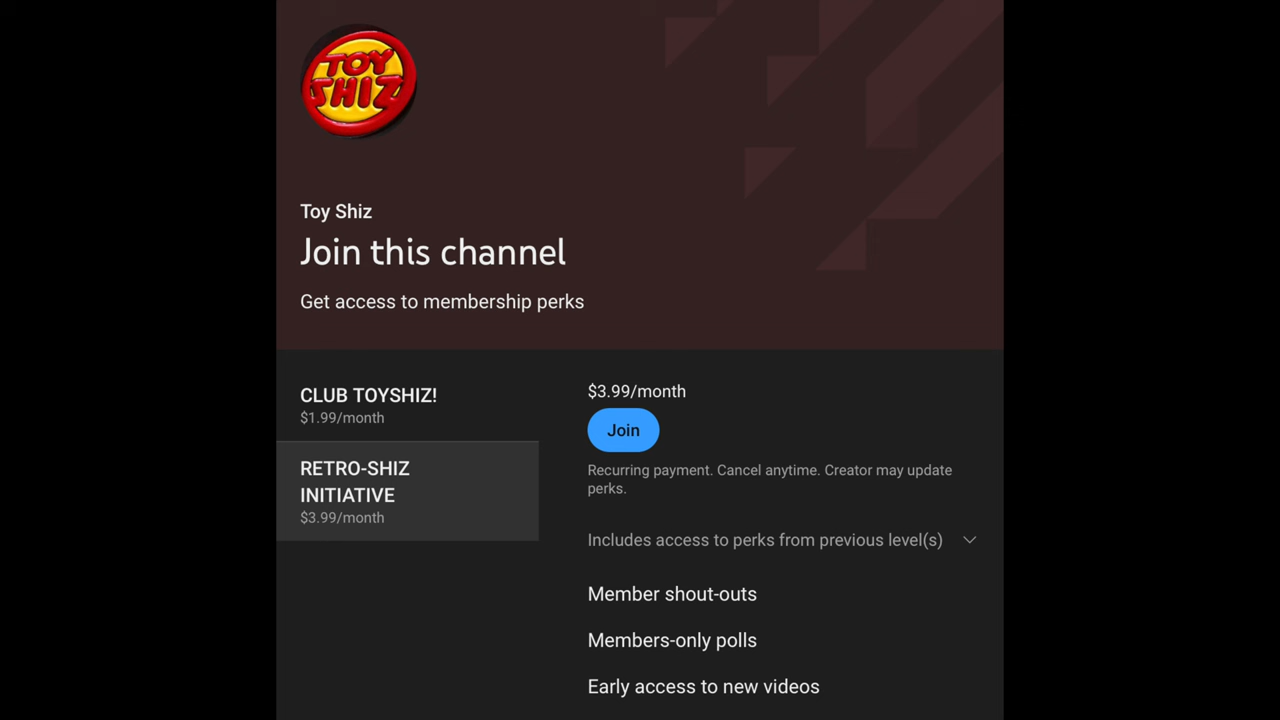 TOY
SHIZ
Toy Shiz
Join this channel
Get access to membership perks
CLUB TOYSHIZ!
$1.99/month
RETRO-SHIZ
INITIATIVE
$3.99/month
$3.99/month
Join
Recurring payment. Cancel anytime. Creator may update
perks.
Includes access to perks from previous level(s)
Member shout-outs
Members-only polls
Early access to new videos